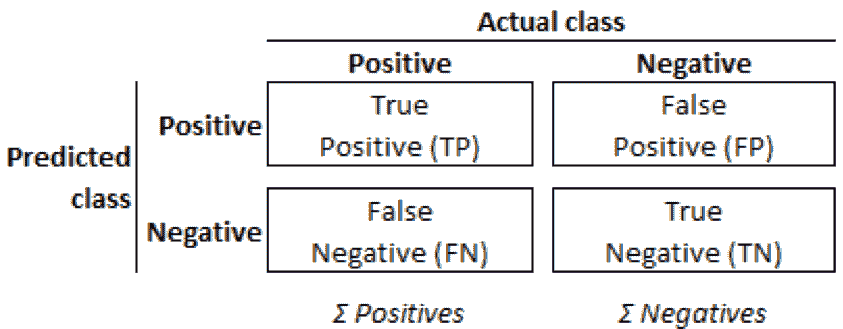 Actual class
Positive Negative
True False
Positive Positive (TP) Positive (FP)
Predicted
class
False True
Negative Negative (FN) Negative (TN)
Σ Positives Σ Negatives